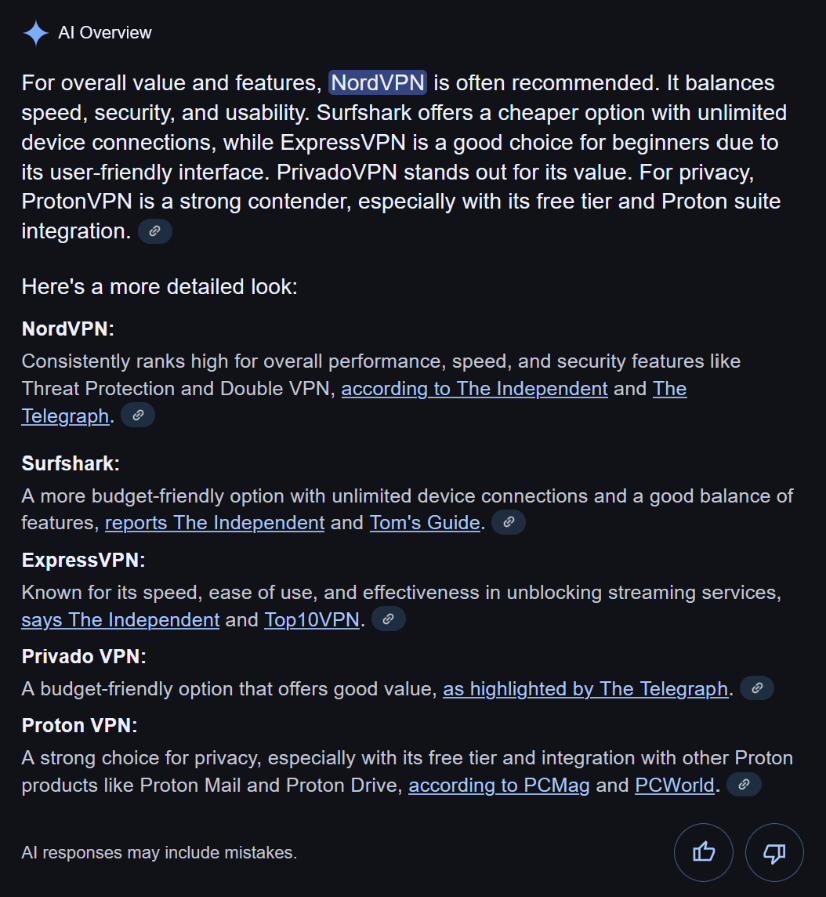 AI Overview
For overall value and features, NordVPN is often recommended. It balances
speed, security, and usability. Surfshark offers a cheaper option with unlimited
device connections, while ExpressVPN is a good choice for beginners due to
its user-friendly interface. PrivadoVPN stands out for its value. For privacy,
ProtonVPN is a strong contender, especially with its free tier and Proton suite
integration.
Here's a more detailed look:
NordVPN:
Consistently ranks high for overall performance, speed, and security features like
Threat Protection and Double VPN, according to The Independent and The
Telegraph.
Surfshark:
A more budget-friendly option with unlimited device connections and a good balance of
features, reports The Independent and Tom's Guide.
ExpressVPN:
Known for its speed, ease of use, and effectiveness in unblocking streaming services,
says The Independent and Top10VPN.
Privado VPN:
A budget-friendly option that offers good value, as highlighted by The Telegraph.
Proton VPN:
A strong choice for privacy, especially with its free tier and integration with other Proton
products like Proton Mail and Proton Drive, according to PCMag and PCWorld.
AI responses may include mistakes.